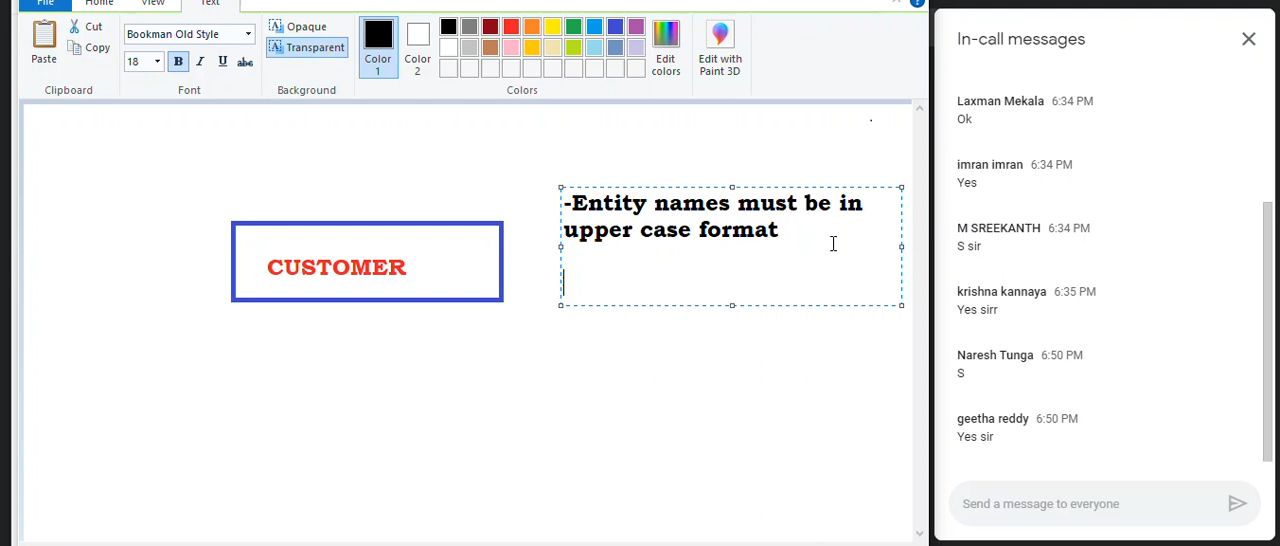 File Home View Text
Paste
Cut
Copy
Clipboard
Bookman Old Style
18 B I U abc
Font
Opaque
Transparent
Background
Color 1
Color 2
Edit colors
Colors
Edit with Paint 3D
CUSTOMER
-Entity names must be in
upper case format
In-call messages
Laxman Mekala 6:34 PM
Ok
imran imran 6:34 PM
Yes
M SREEKANTH 6:34 PM
S sir
krishna kannaya 6:35 PM
Yes sirr
Naresh Tunga 6:50 PM
S
geetha reddy 6:50 PM
Yes sir
Send a message to everyone